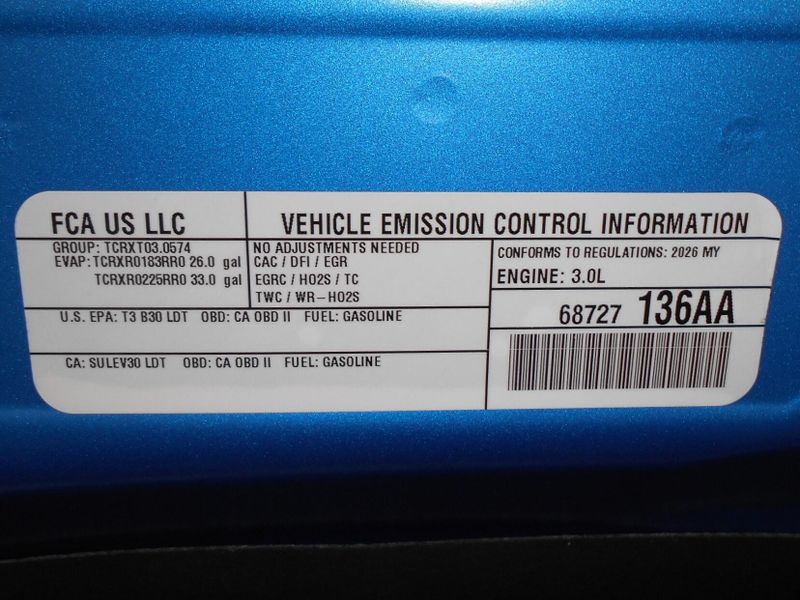 FCA US LLC
VEHICLE EMISSION CONTROL INFORMATION
GROUP: TCRXT03.0574
EVAP: TCRXR0183RR0 26.0 gal
TCRXR0225RR0 33.0 gal
NO ADJUSTMENTS NEEDED
CAC / DFI / EGR
EGRC / HO2S / TC
TWC / WR-HO2S
CONFORMS TO REGULATIONS: 2026 MY
ENGINE: 3.0L
U.S. EPA: T3 B30 LDT OBD: CA OBD II FUEL: GASOLINE
68727 136AA
CA: SULEV30 LDT OBD: CA OBD II FUEL: GASOLINE